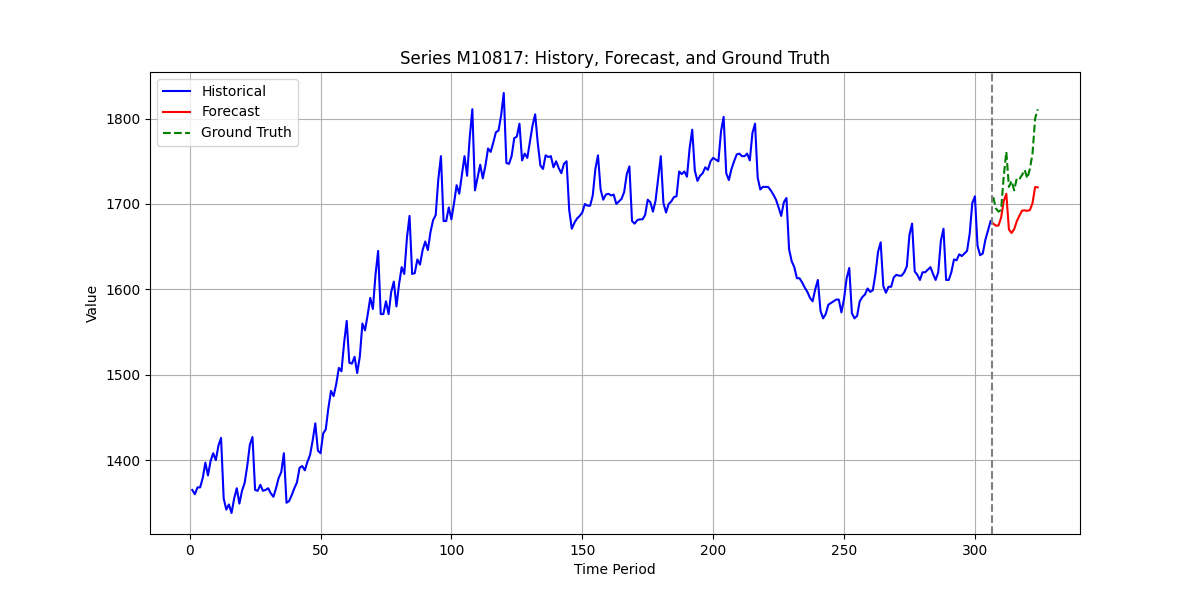 Series M10817: History, Forecast, and Ground Truth
Historical
Forecast
Ground Truth
1800
1700
1600
1500
1400
Value
0 50 100 150 200 250 300
Time Period